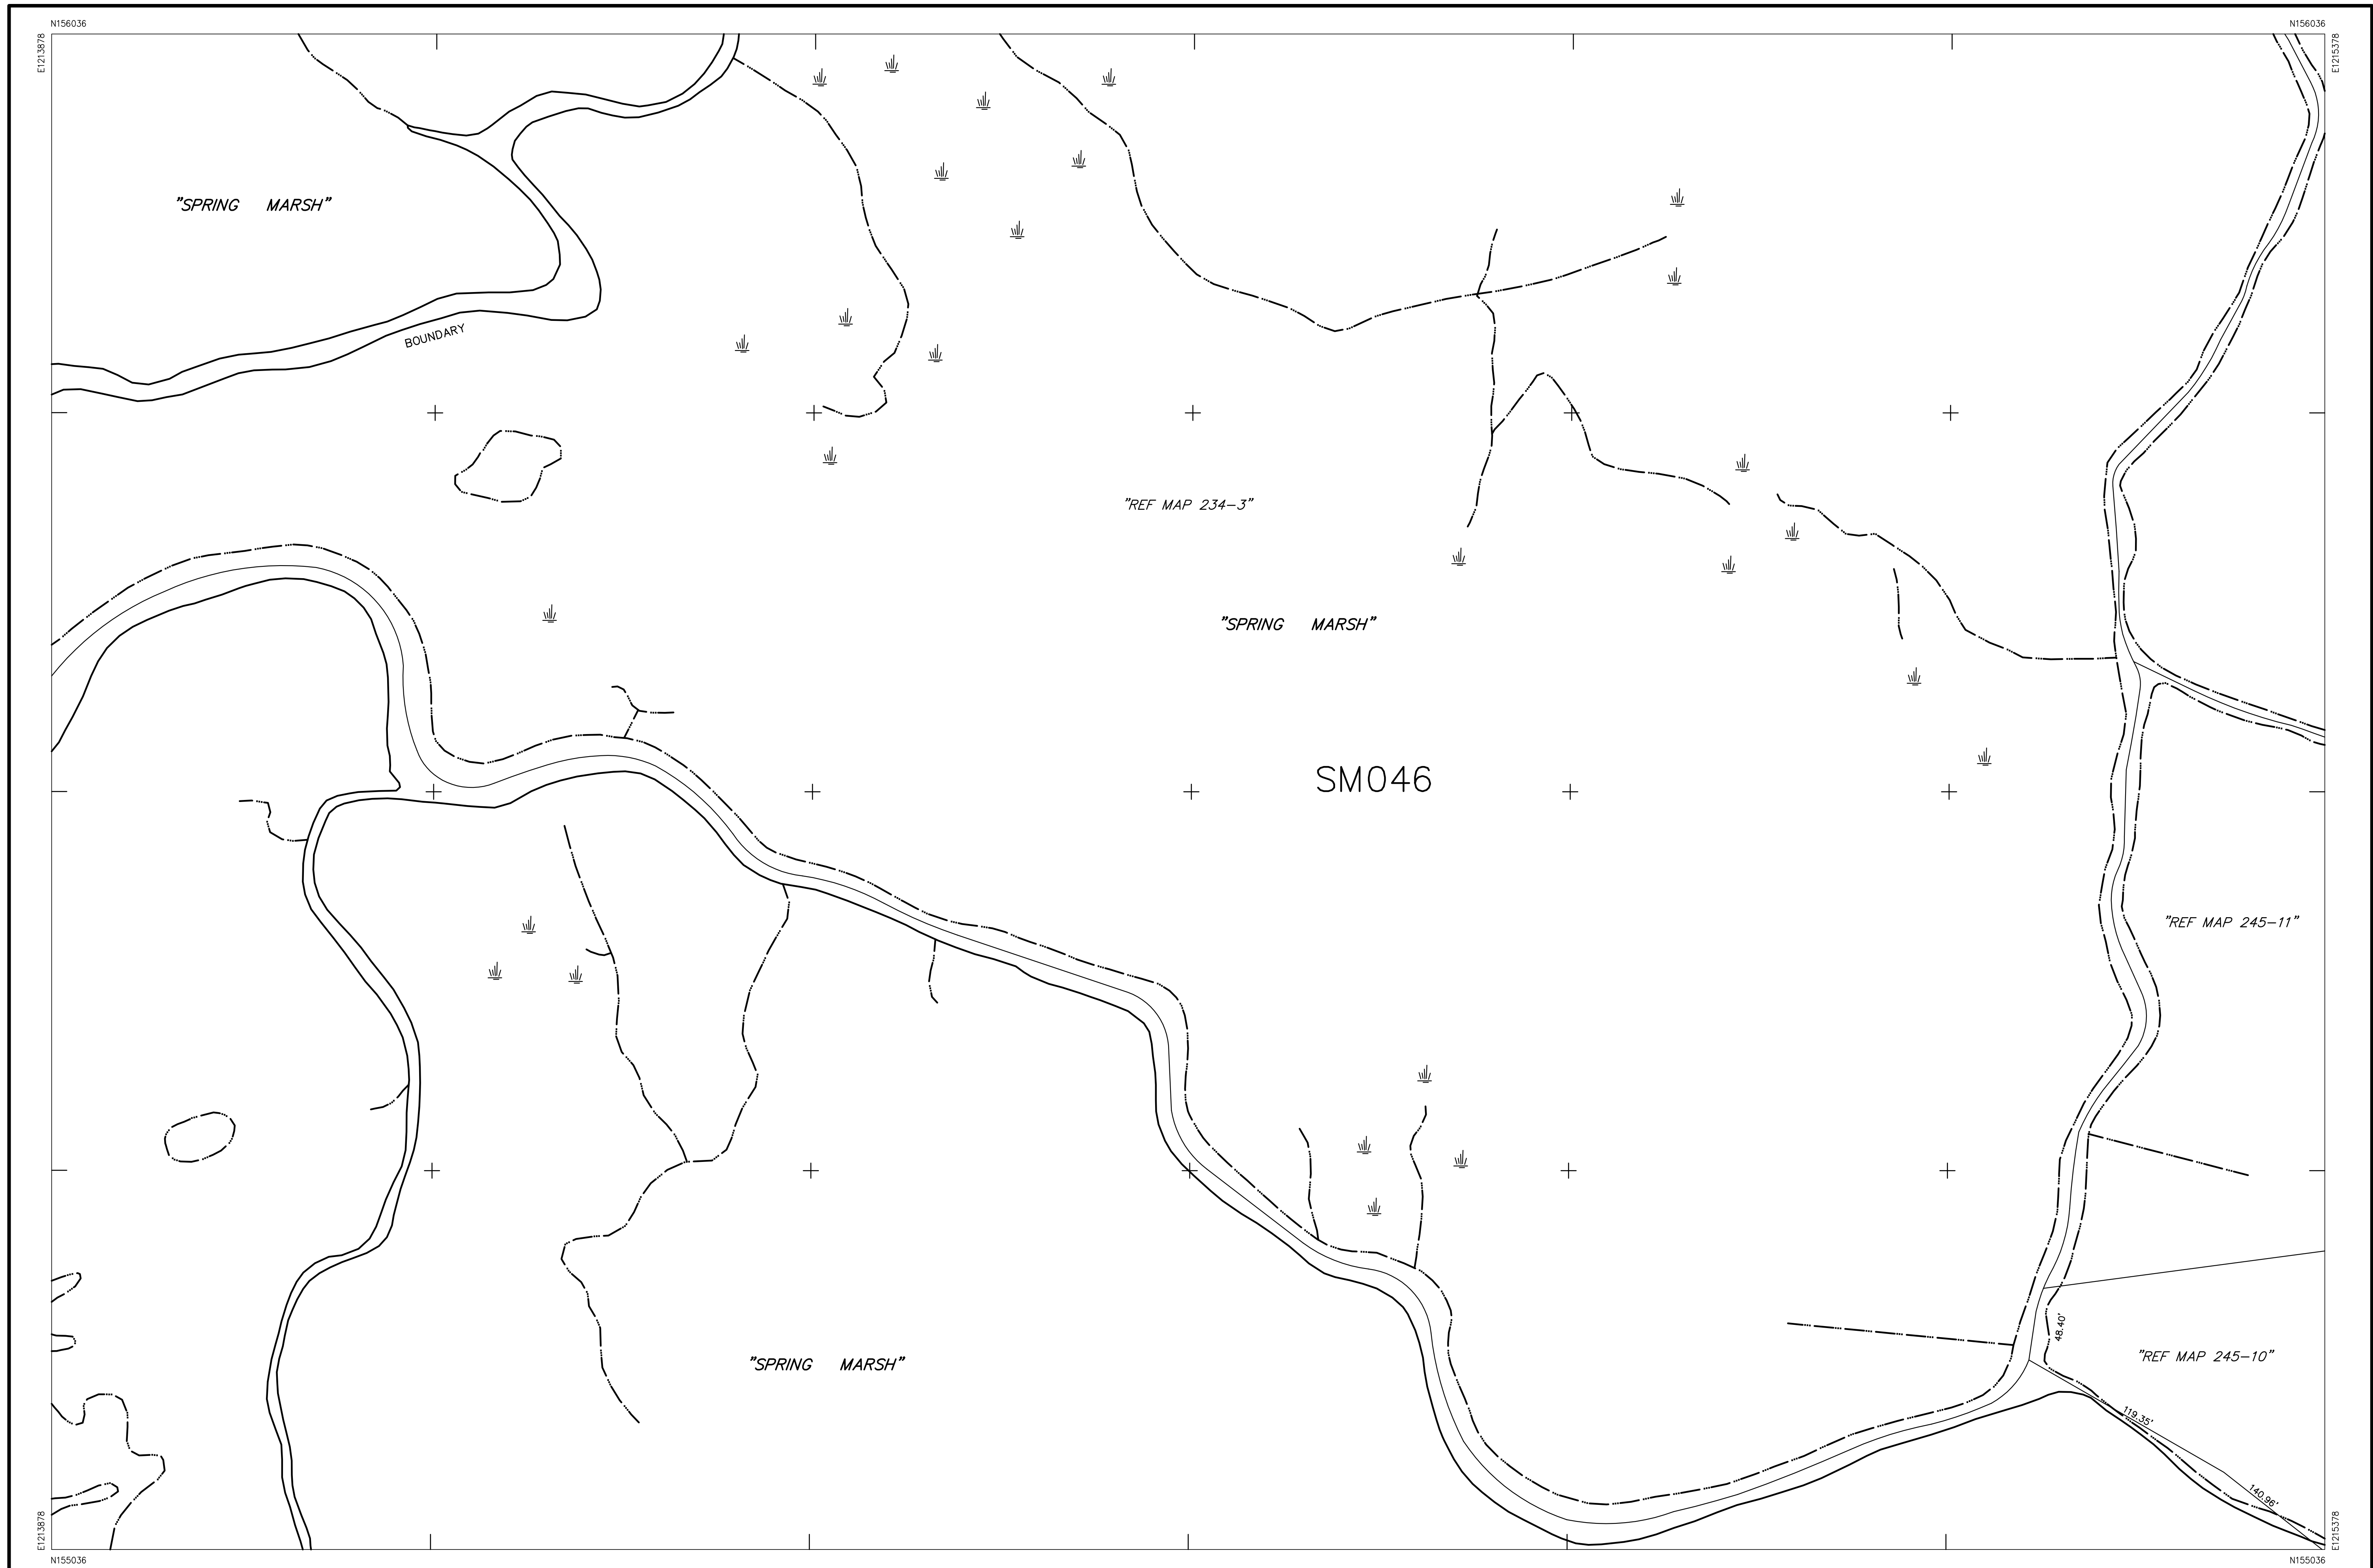 N156036
N156036
E1213878
E1215378
"SPRING MARSH"
BOUNDARY
"REF MAP 234-3"
"SPRING MARSH"
SM046
"REF MAP 245-11"
48.40'
"REF MAP 245-10"
"SPRING MARSH"
119.35'
140.96'
E1213878
E1215378
N155036
N155036